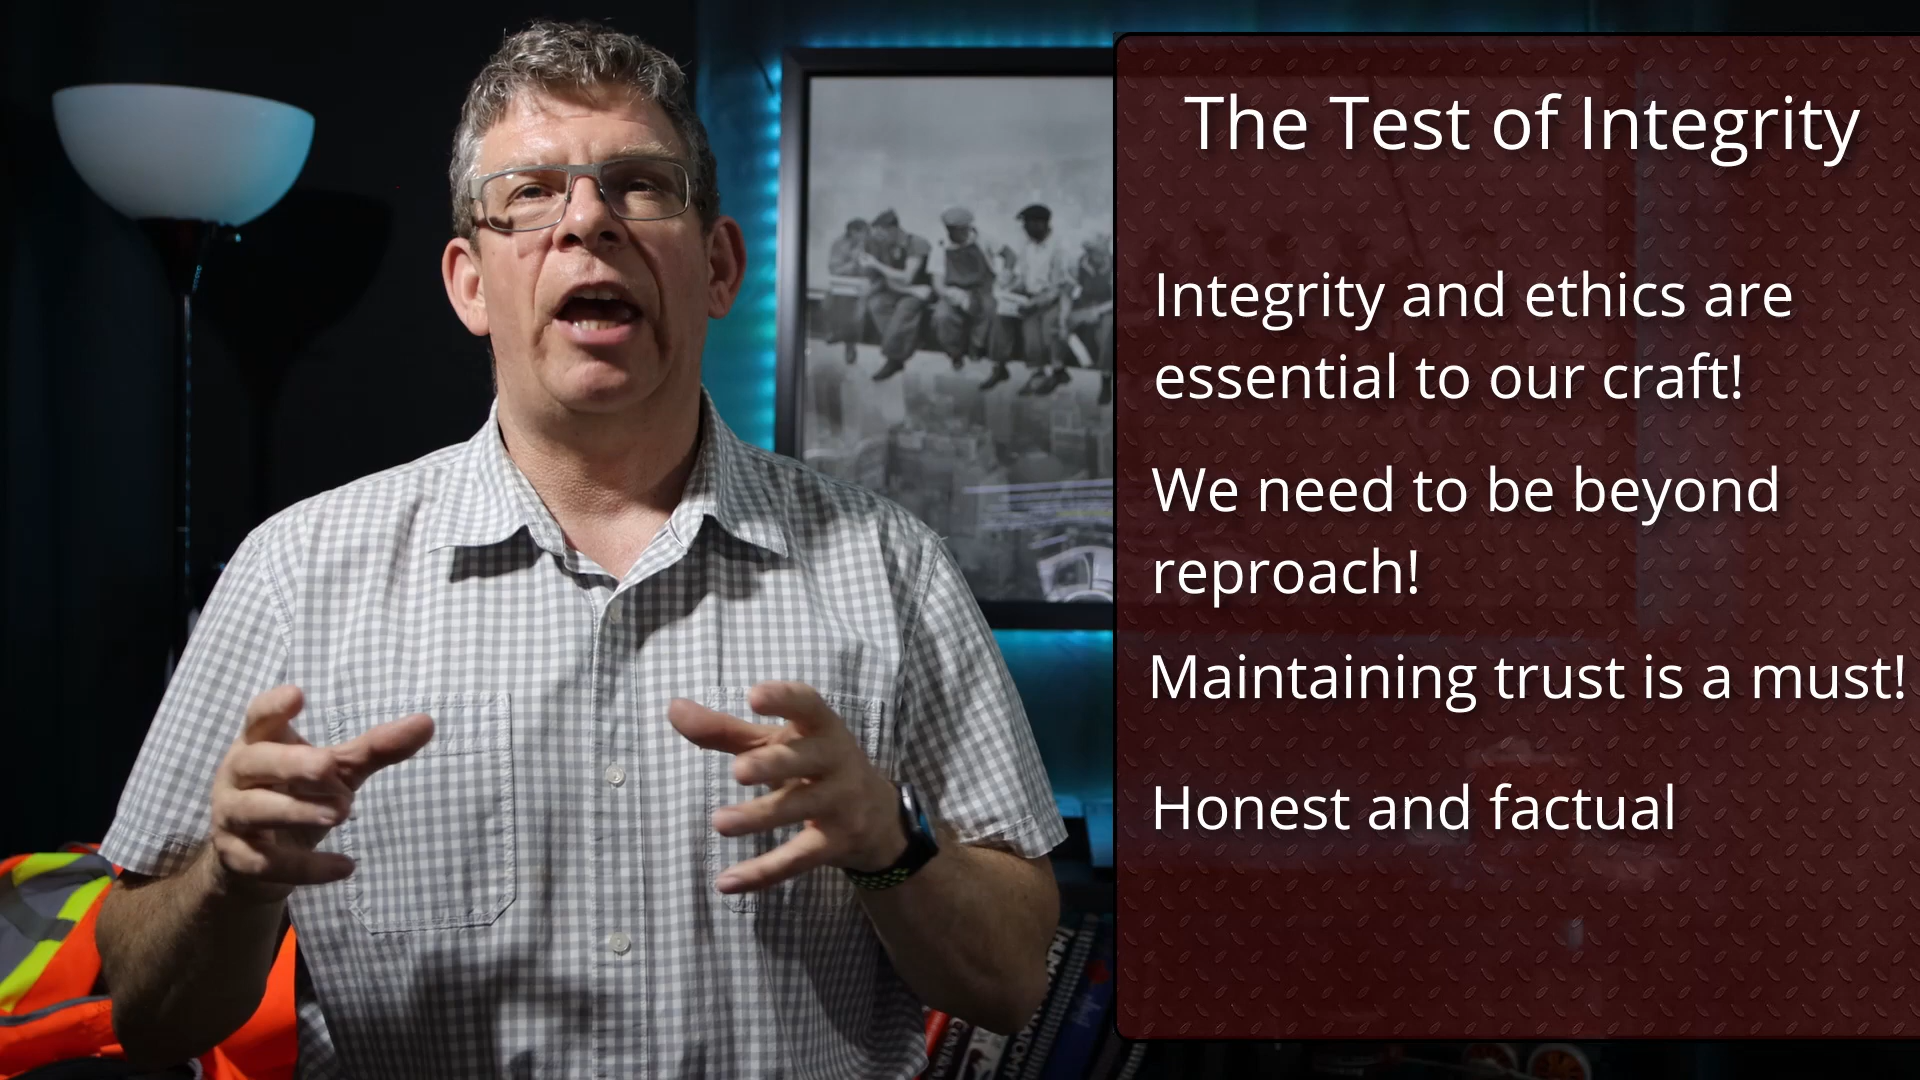 The Test of Integrity
Integrity and ethics are
essential to our craft!
We need to be beyond
reproach!
Maintaining trust is a must!
Honest and factual